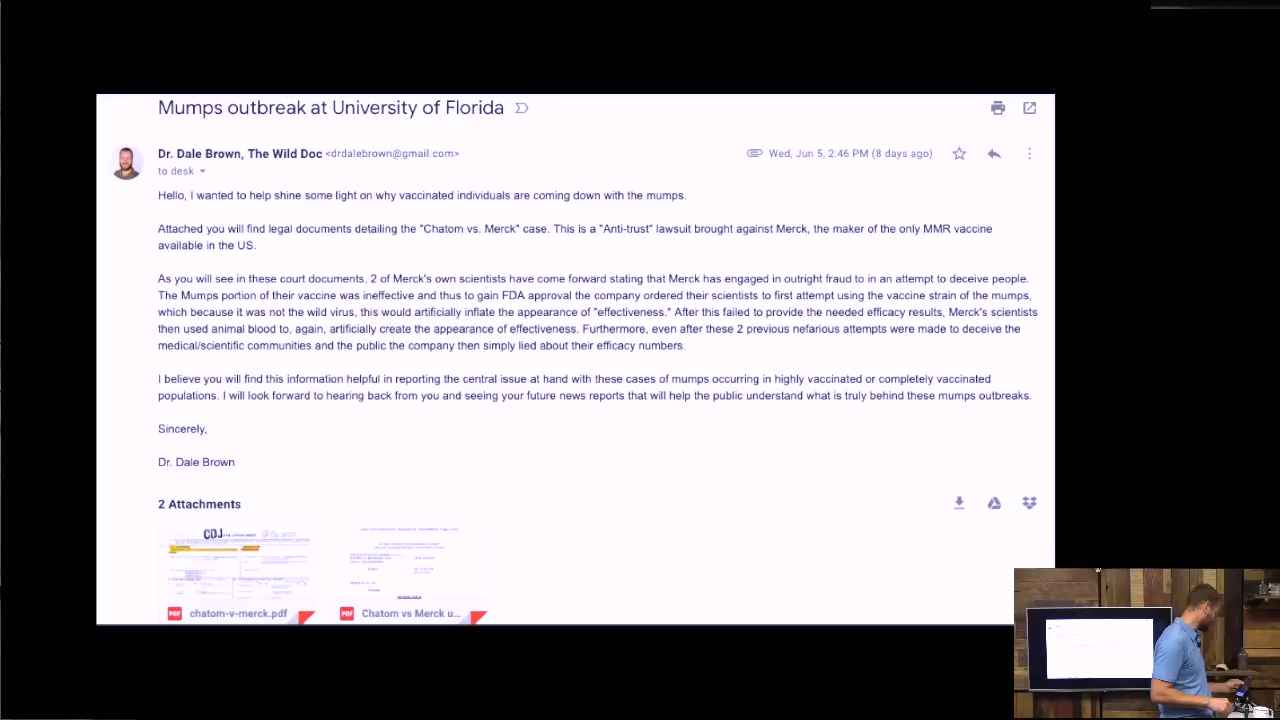 Mumps outbreak at University of Florida
Dr. Dale Brown, The Wild Doc <drdalebrown@gmail.com>
Wed, Jun 5, 2:46 PM (8 days ago)
to desk
Hello, I wanted to help shine some light on why vaccinated individuals are coming down with the mumps.
Attached you will find legal documents detailing the "Chatom vs. Merck" case. This is a "Anti-trust" lawsuit brought against Merck, the maker of the only MMR vaccine
available in the US.
As you will see in these court documents, 2 of Merck's own scientists have come forward stating that Merck has engaged in outright fraud to in an attempt to deceive people.
The Mumps portion of their vaccine was ineffective and thus to gain FDA approval the company ordered their scientists to first attempt using the vaccine strain of the mumps,
which because it was not the wild virus, this would artificially inflate the appearance of "effectiveness." After this failed to provide the needed efficacy results, Merck's scientists
then used animal blood to, again, artificially create the appearance of effectiveness. Furthermore, even after these 2 previous nefarious attempts were made to deceive the
medical/scientific communities and the public the company then simply lied about their efficacy numbers.
I believe you will find this information helpful in reporting the central issue at hand with these cases of mumps occurring in highly vaccinated or completely vaccinated
populations. I will look forward to hearing back from you and seeing your future news reports that will help the public understand what is truly behind these mumps outbreaks.
Sincerely,
Dr. Dale Brown
2 Attachments
PDF chatom-v-merck.pdf
PDF Chatom vs Merck u...